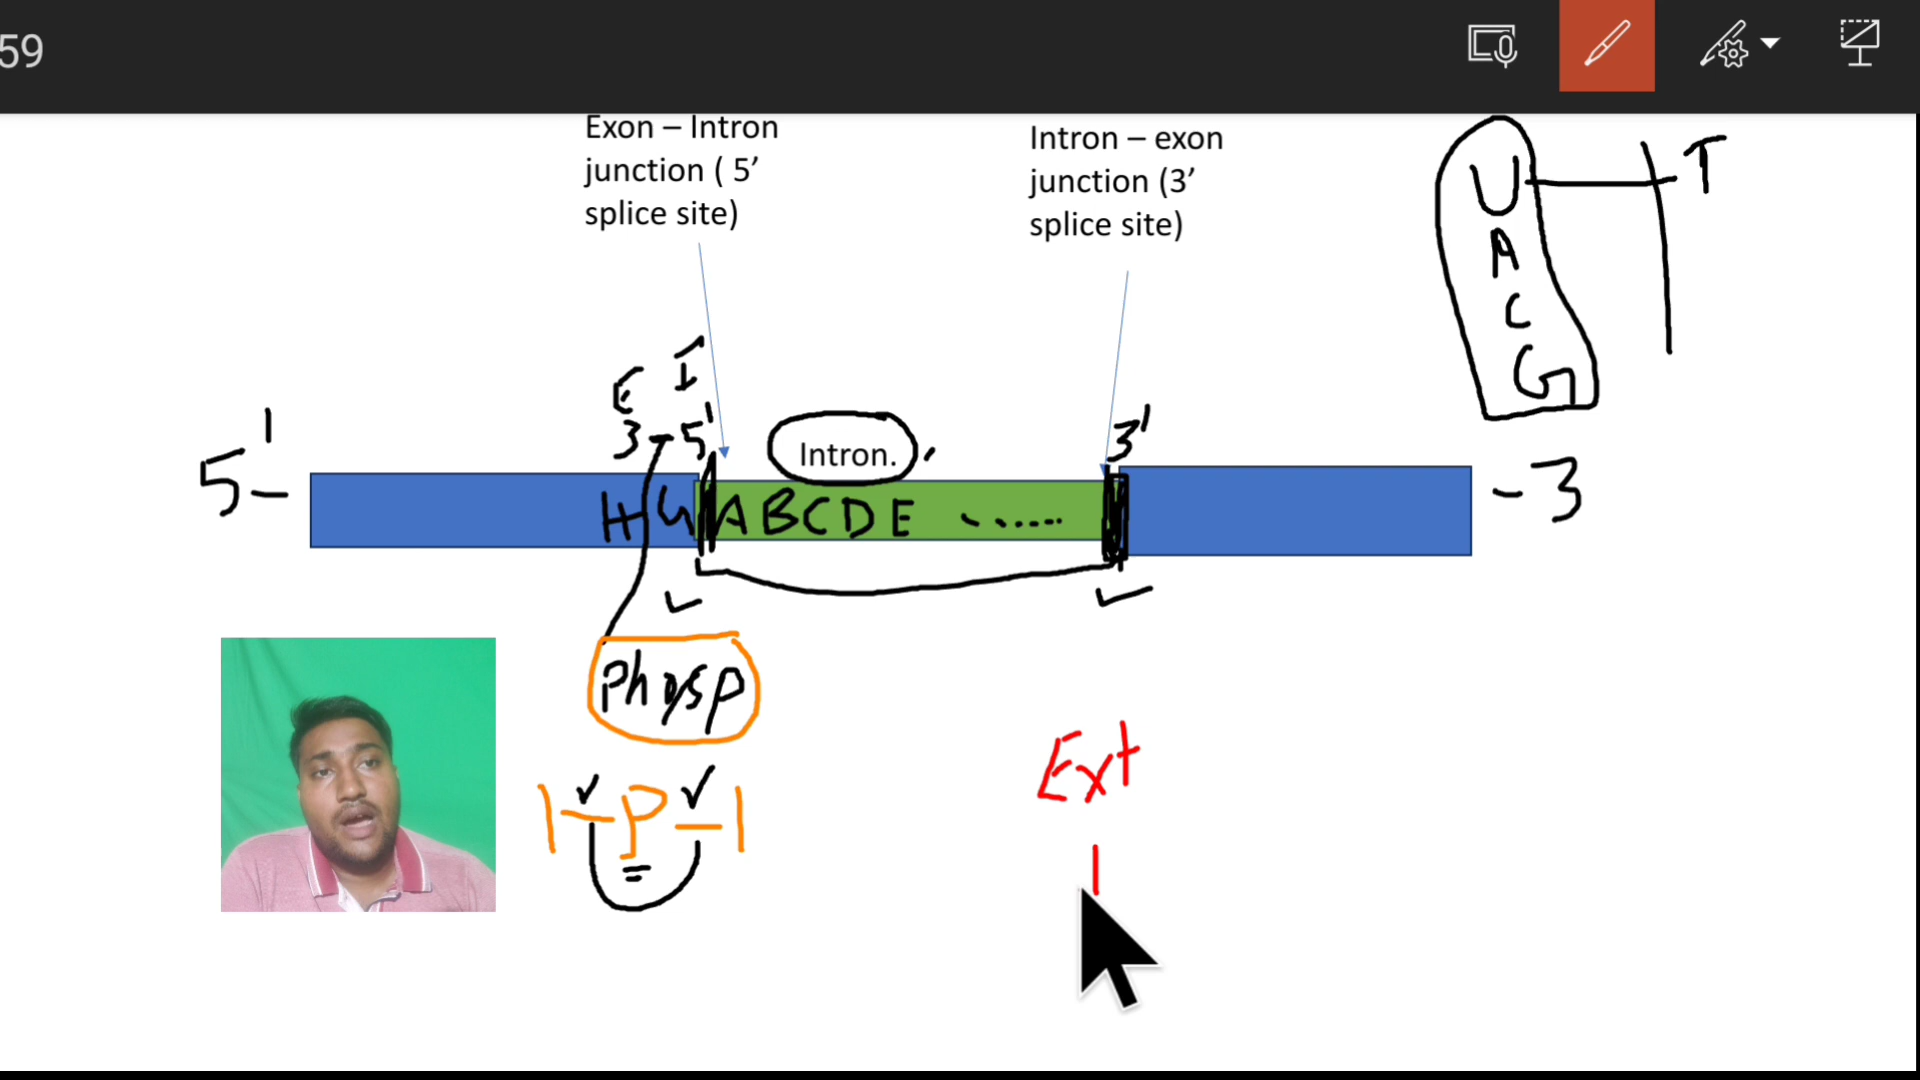 59
Exon – Intron
junction ( 5’
splice site)
Intron – exon
junction (3’
splice site)
U T
A
C
G
E I
3 - 5'
Intron.
3'
5'-
H G A B C D E ......
- 3
Phosp
P
Ext